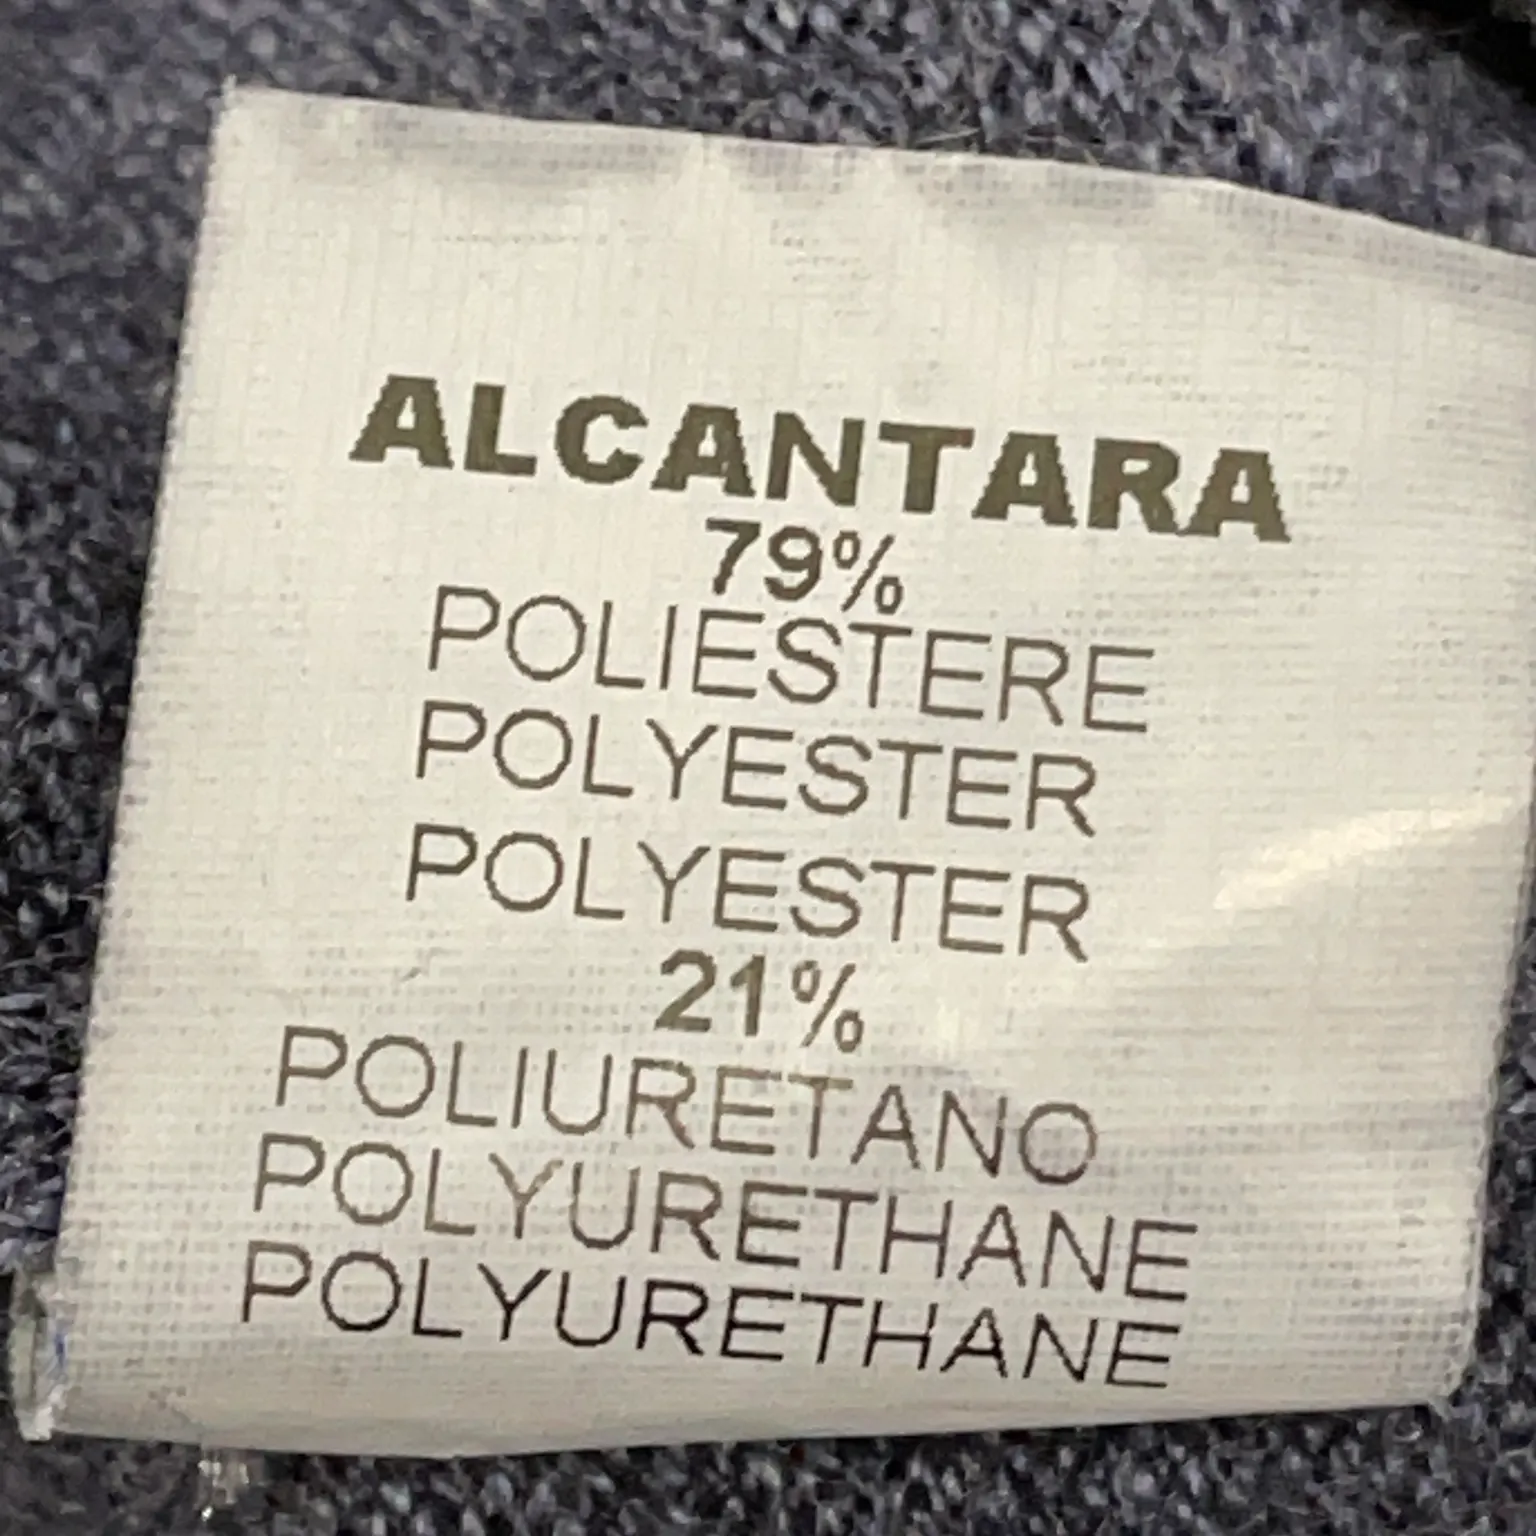 ALCANTARA
79%
POLIESTERE
POLYESTER
POLYESTER
21%
POLIURETANO
POLYURETHANE
POLYURETHANE